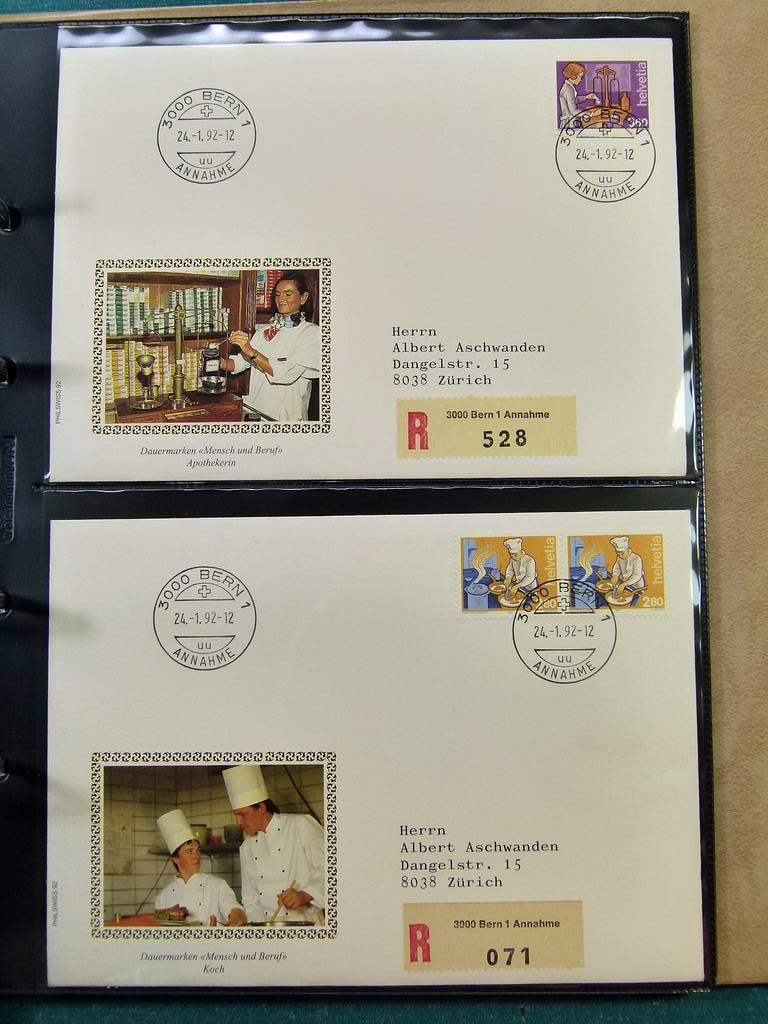 3000 BERN 1
24.-1.92-12
uu
ANNAHME
helvetia
360
3000 BERN 1
24.-1.92-12
uu
ANNAHME
PHILSWISS 92
Herrn
Albert Aschwanden
Dangelstr. 15
8038 Zürich
R 3000 Bern 1 Annahme
528
Dauermarken «Mensch und Beruf»
Apothekerin
3000 BERN 1
24.-1.92-12
uu
ANNAHME
helvetia
helvetia
280
3000 BERN 1
24.-1.92-12
uu
ANNAHME
PHILSWISS 92
Herrn
Albert Aschwanden
Dangelstr. 15
8038 Zürich
R 3000 Bern 1 Annahme
071
Dauermarken «Mensch und Beruf»
Koch